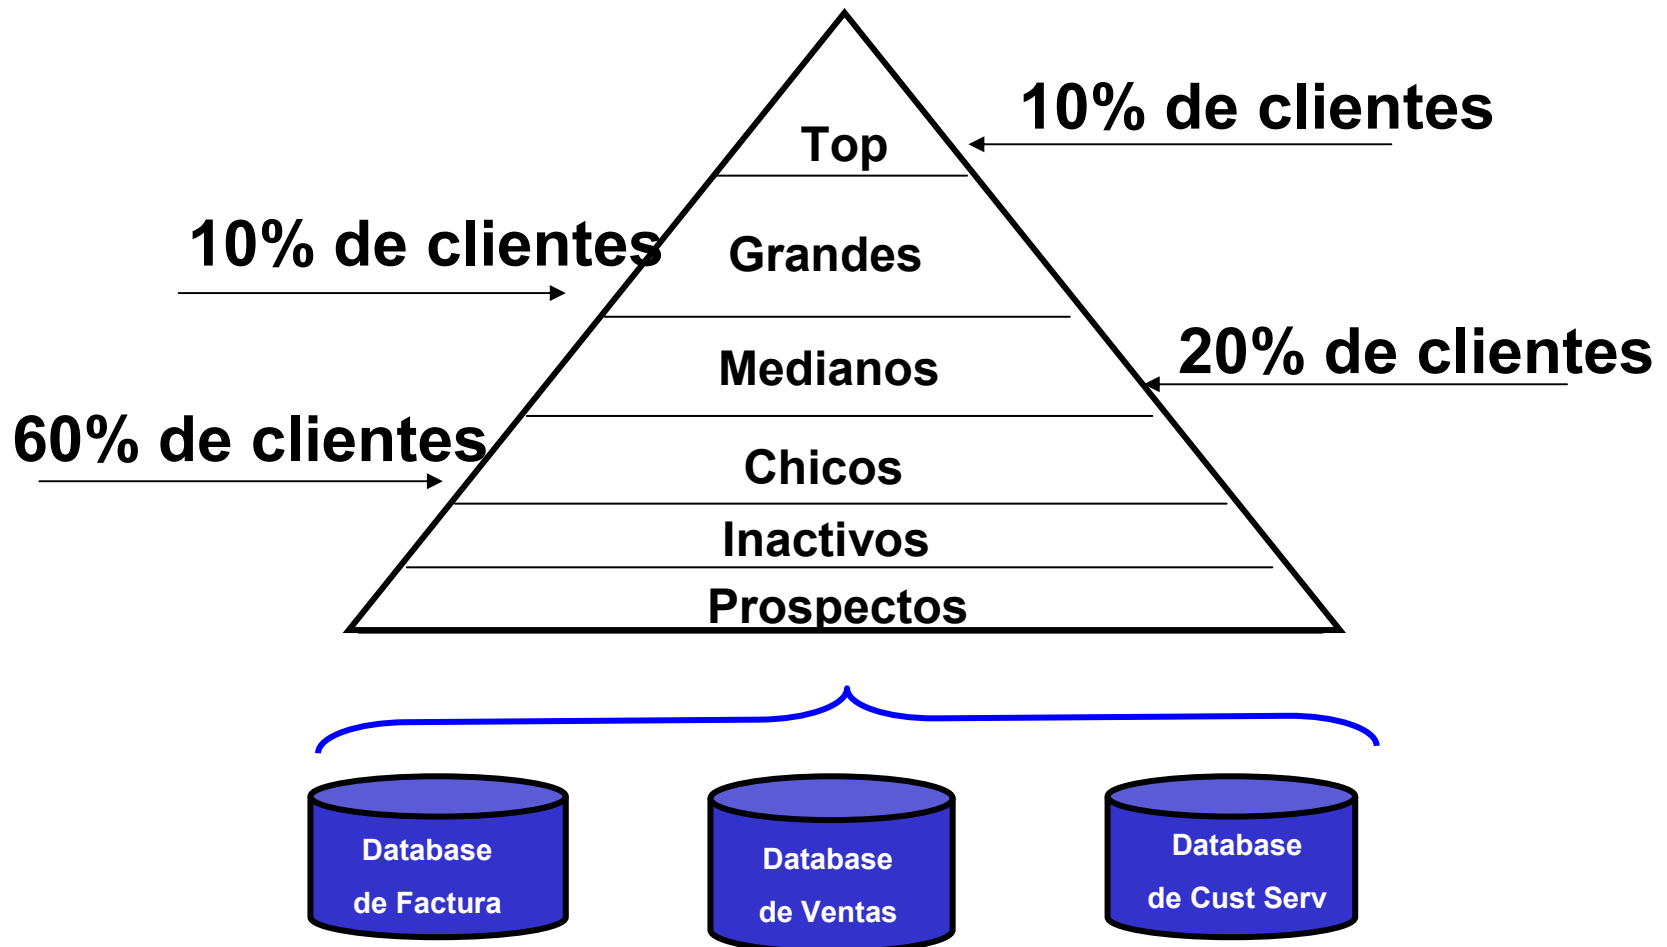 10% de clientes
Top
10% de clientes
Grandes
20% de clientes
Medianos
60% de clientes
Chicos
Inactivos
Prospectos
Database
de Factura
Database
de Ventas
Database
de Cust Serv